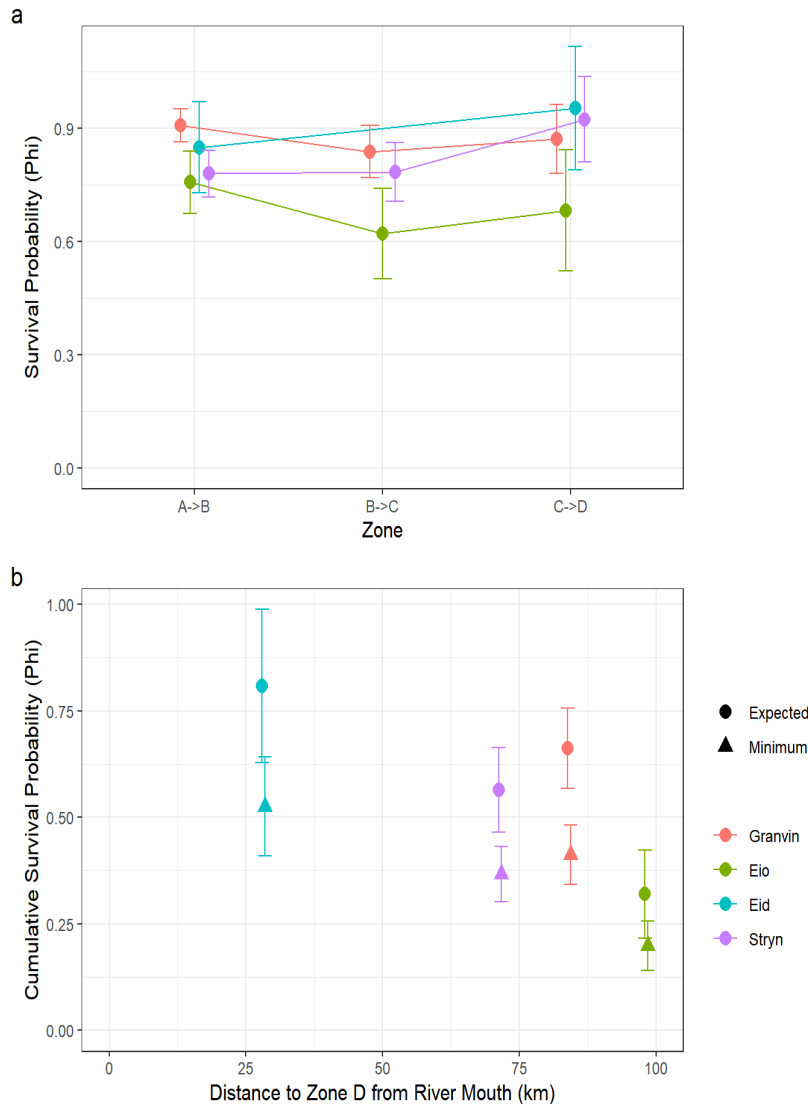 a
Survival Probability (Phi)
0.9
0.6
0.3
0.0
A->B
B->C
C->D
Zone
b
Cumulative Survival Probability (Phi)
1.00
0.75
0.50
0.25
0.00
0
25
50
75
100
Distance to Zone D from River Mouth (km)
Expected
Minimum
Granvin
Eio
Eid
Stryn